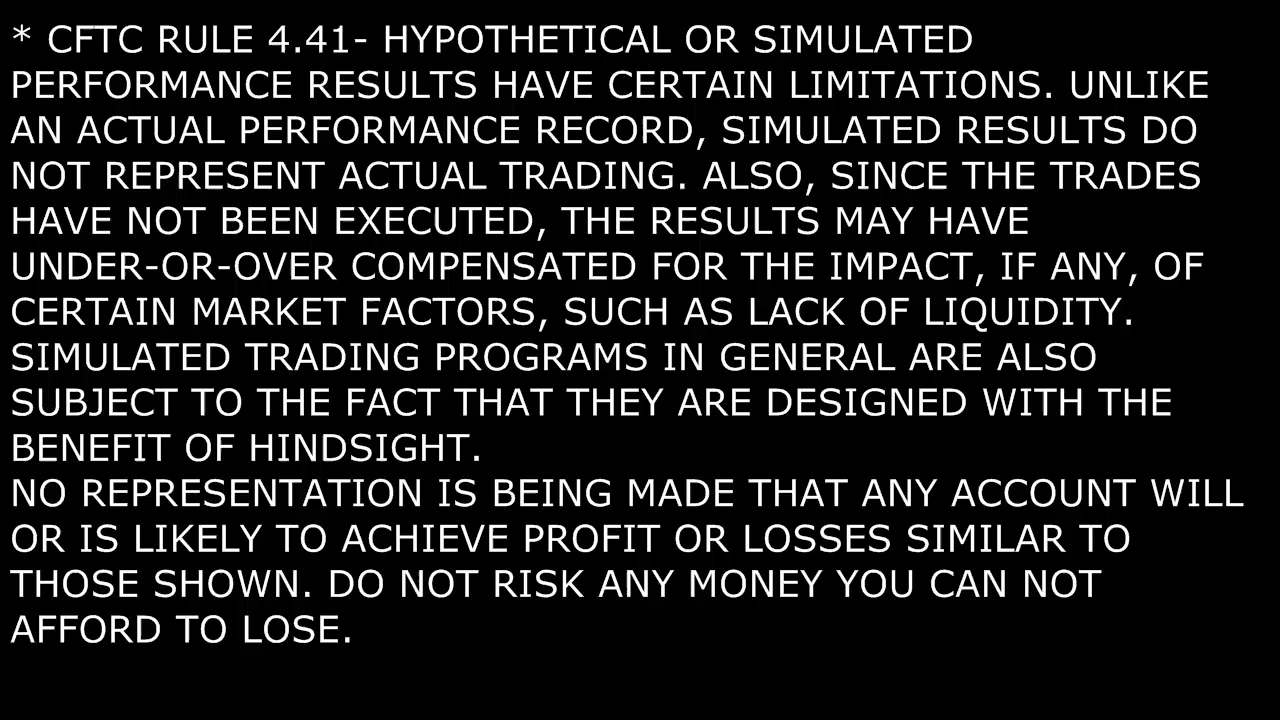 * CFTC RULE 4.41- HYPOTHETICAL OR SIMULATED
PERFORMANCE RESULTS HAVE CERTAIN LIMITATIONS. UNLIKE
AN ACTUAL PERFORMANCE RECORD, SIMULATED RESULTS DO
NOT REPRESENT ACTUAL TRADING. ALSO, SINCE THE TRADES
HAVE NOT BEEN EXECUTED, THE RESULTS MAY HAVE
UNDER-OR-OVER COMPENSATED FOR THE IMPACT, IF ANY, OF
CERTAIN MARKET FACTORS, SUCH AS LACK OF LIQUIDITY.
SIMULATED TRADING PROGRAMS IN GENERAL ARE ALSO
SUBJECT TO THE FACT THAT THEY ARE DESIGNED WITH THE
BENEFIT OF HINDSIGHT.
NO REPRESENTATION IS BEING MADE THAT ANY ACCOUNT WILL
OR IS LIKELY TO ACHIEVE PROFIT OR LOSSES SIMILAR TO
THOSE SHOWN. DO NOT RISK ANY MONEY YOU CAN NOT
AFFORD TO LOSE.